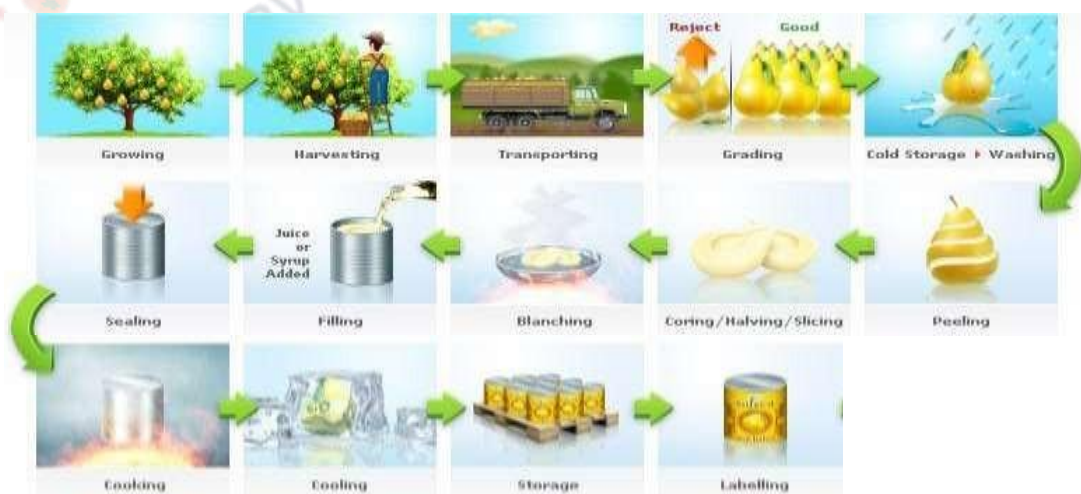 Reject Good
Growing
Harvesting
Transporting
Grading
Cold Storage ▸ Washing
Juice
or
Syrup
Added
Sealing
Filling
Blanching
Coring/Halving/Slicing
Peeling
Cooking
Cooling
Storage
Labelling